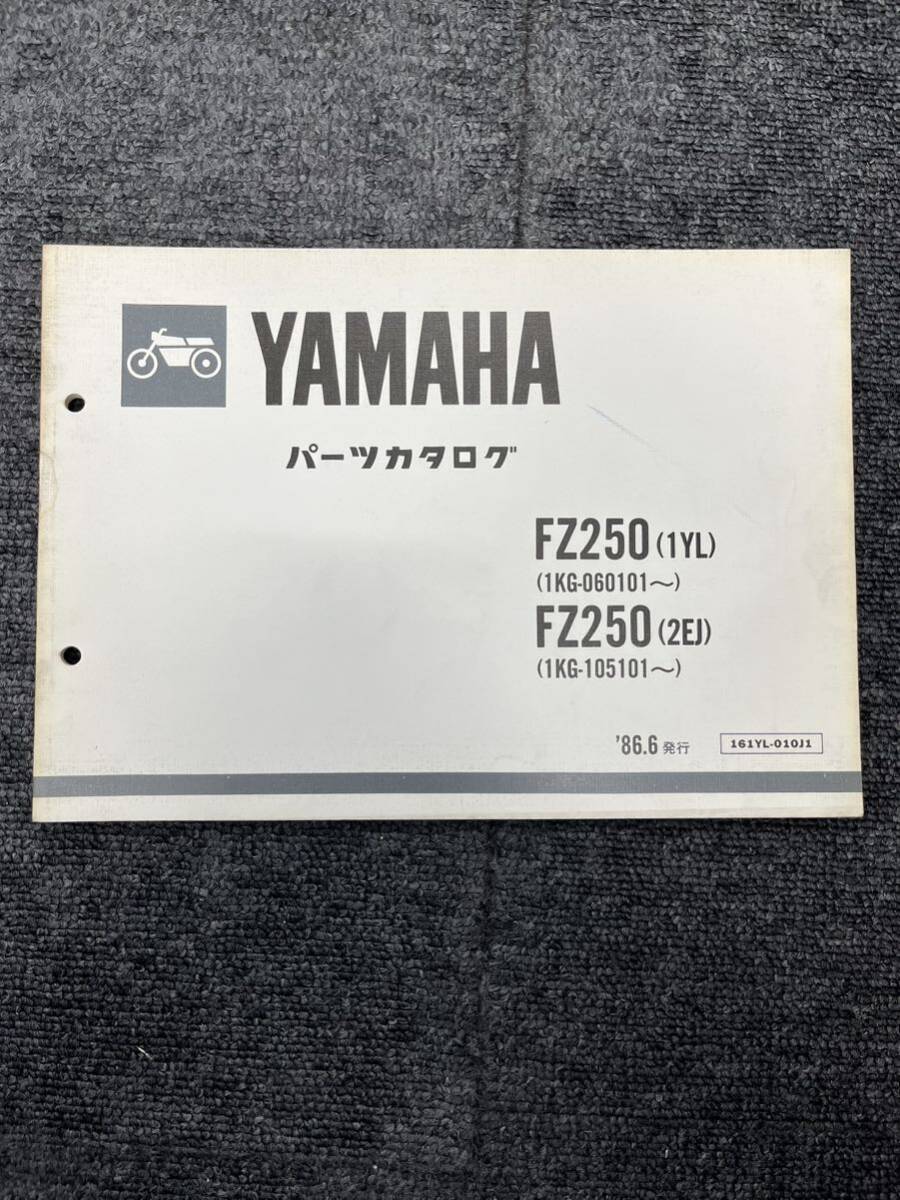 YAMAHA
パーツカタログ
FZ250 (1YL)
(1KG-060101～)
FZ250 (2EJ)
(1KG-105101～)
'86.6 発行
161YL-010J1